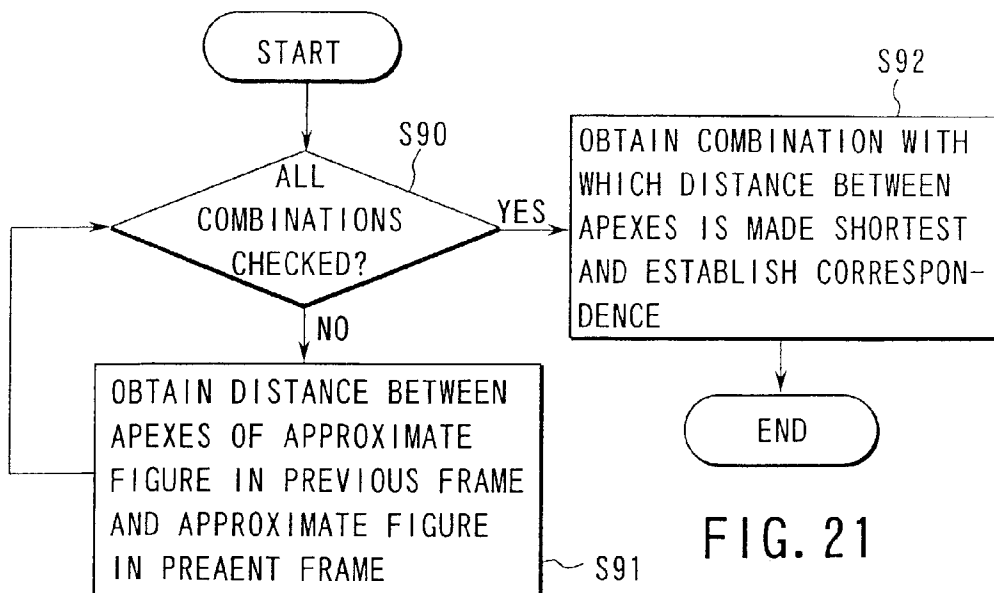 START
S90
ALL
COMBINATIONS
CHECKED?
YES
NO
OBTAIN DISTANCE BETWEEN
APEXES OF APPROXIMATE
FIGURE IN PREVIOUS FRAME
AND APPROXIMATE FIGURE
IN PREAENT FRAME
S91
S92
OBTAIN COMBINATION WITH
WHICH DISTANCE BETWEEN
APEXES IS MADE SHORTEST
AND ESTABLISH CORRESPON-
DENCE
END
FIG. 21